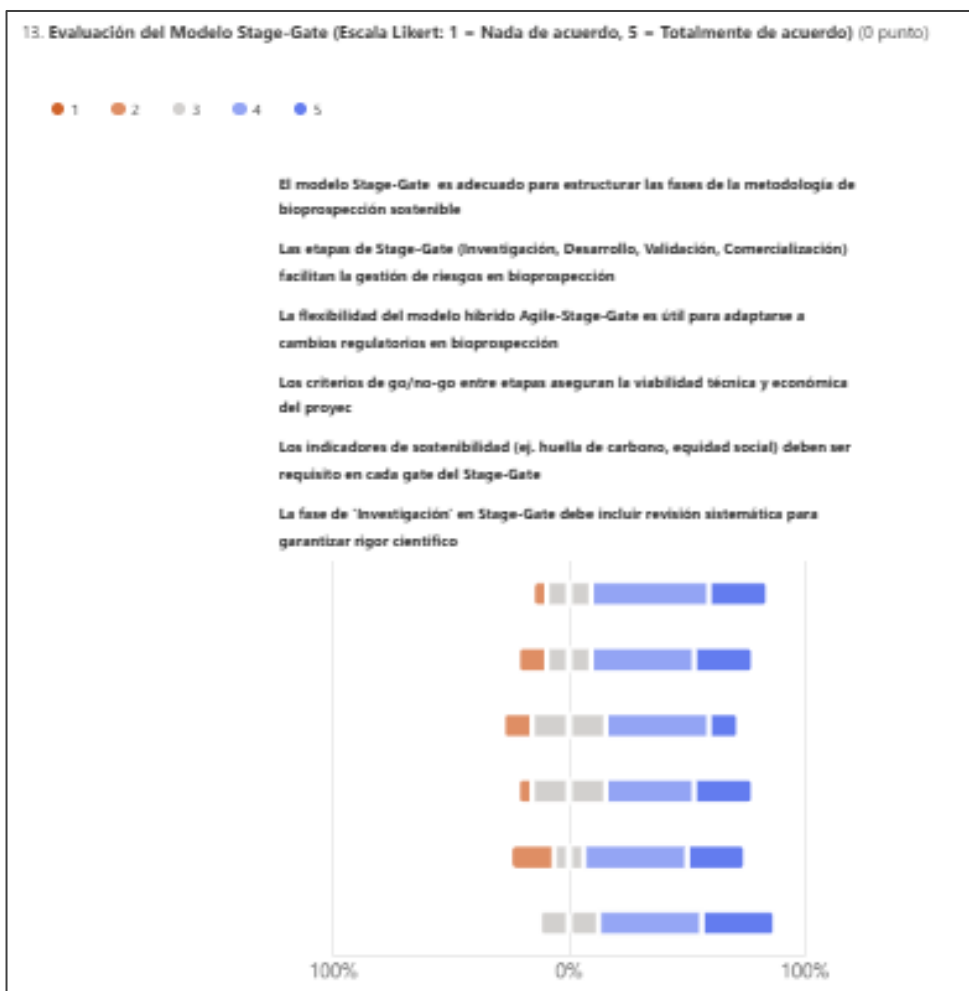 13. Evaluación del Modelo Stage-Gate (Escala Likert: 1 = Nada de acuerdo, 5 = Totalmente de acuerdo) (0 punto)
1 2 3 4 5
El modelo Stage-Gate es adecuado para estructurar las fases de la metodología de
bioprospección sostenible
Las etapas de Stage-Gate (Investigación, Desarrollo, Validación, Comercialización)
facilitan la gestión de riesgos en bioprospección
La flexibilidad del modelo híbrido Agile-Stage-Gate es útil para adaptarse a
cambios regulatorios en bioprospección
Los criterios de go/no-go entre etapas aseguran la viabilidad técnica y económica
del proyec
Los indicadores de sostenibilidad (ej. huella de carbono, equidad social) deben ser
requisito en cada gate del Stage-Gate
La fase de 'Investigación' en Stage-Gate debe incluir revisión sistemática para
garantizar rigor científico
100% 0% 100%